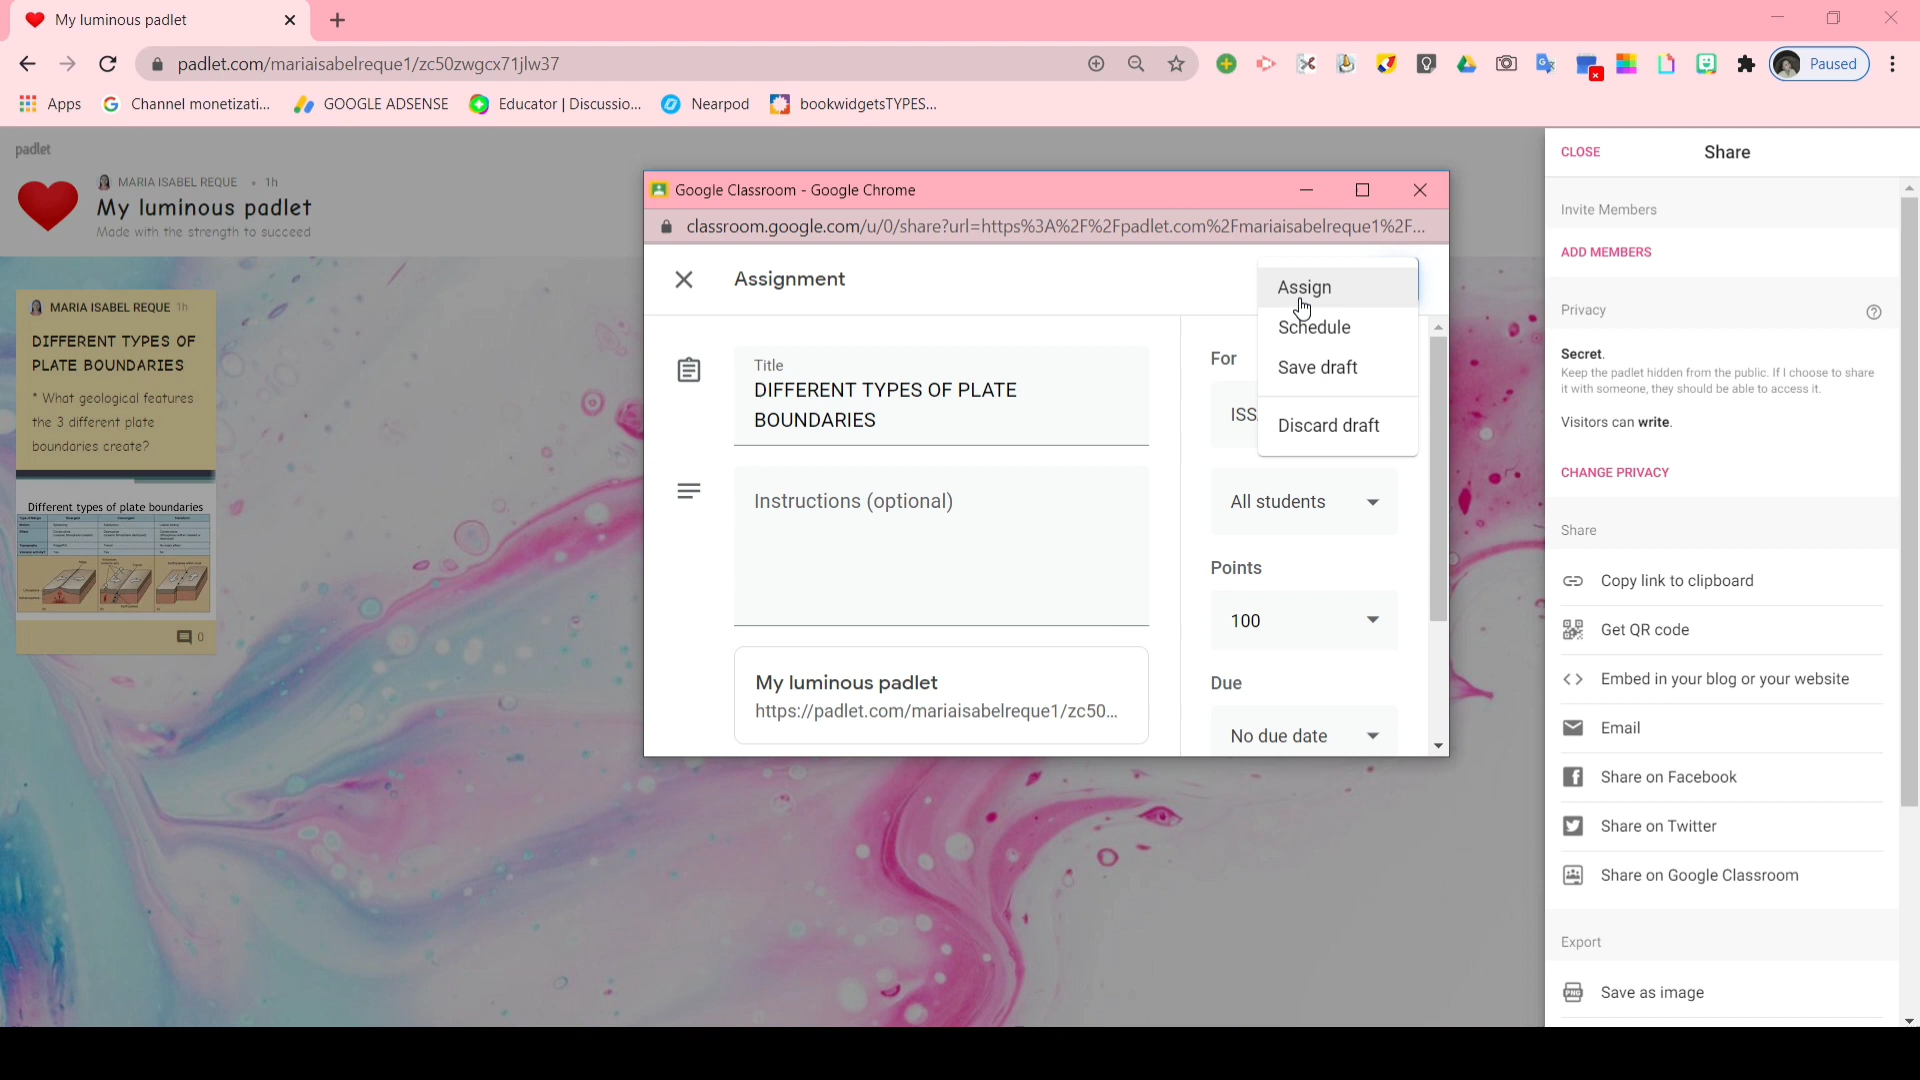 My luminous padlet
padlet.com/mariaisabelreque1/zc50zwgcx71jlw37
Paused
Apps
Channel monetizati...
GOOGLE ADSENSE
Educator | Discussio...
Nearpod
bookwidgetsTYPES...
padlet
MARIA ISABEL REQUE • 1h
My luminous padlet
Made with the strength to succeed
MARIA ISABEL REQUE 1h
DIFFERENT TYPES OF
PLATE BOUNDARIES
* What geological features
the 3 different plate
boundaries create?
Different types of plate boundaries
0
Google Classroom - Google Chrome
classroom.google.com/u/0/share?url=https%3A%2F%2Fpadlet.com%2Fmariaisabelreque1%2F...
Assignment
Assign
Schedule
Save draft
Discard draft
Title
DIFFERENT TYPES OF PLATE
BOUNDARIES
Instructions (optional)
My luminous padlet
https://padlet.com/mariaisabelreque1/zc50...
For
ISS
All students
Points
100
Due
No due date
CLOSE
Share
Invite Members
ADD MEMBERS
Privacy
Secret.
Keep the padlet hidden from the public. If I choose to share
it with someone, they should be able to access it.
Visitors can write.
CHANGE PRIVACY
Share
Copy link to clipboard
Get QR code
Embed in your blog or your website
Email
Share on Facebook
Share on Twitter
Share on Google Classroom
Export
Save as image